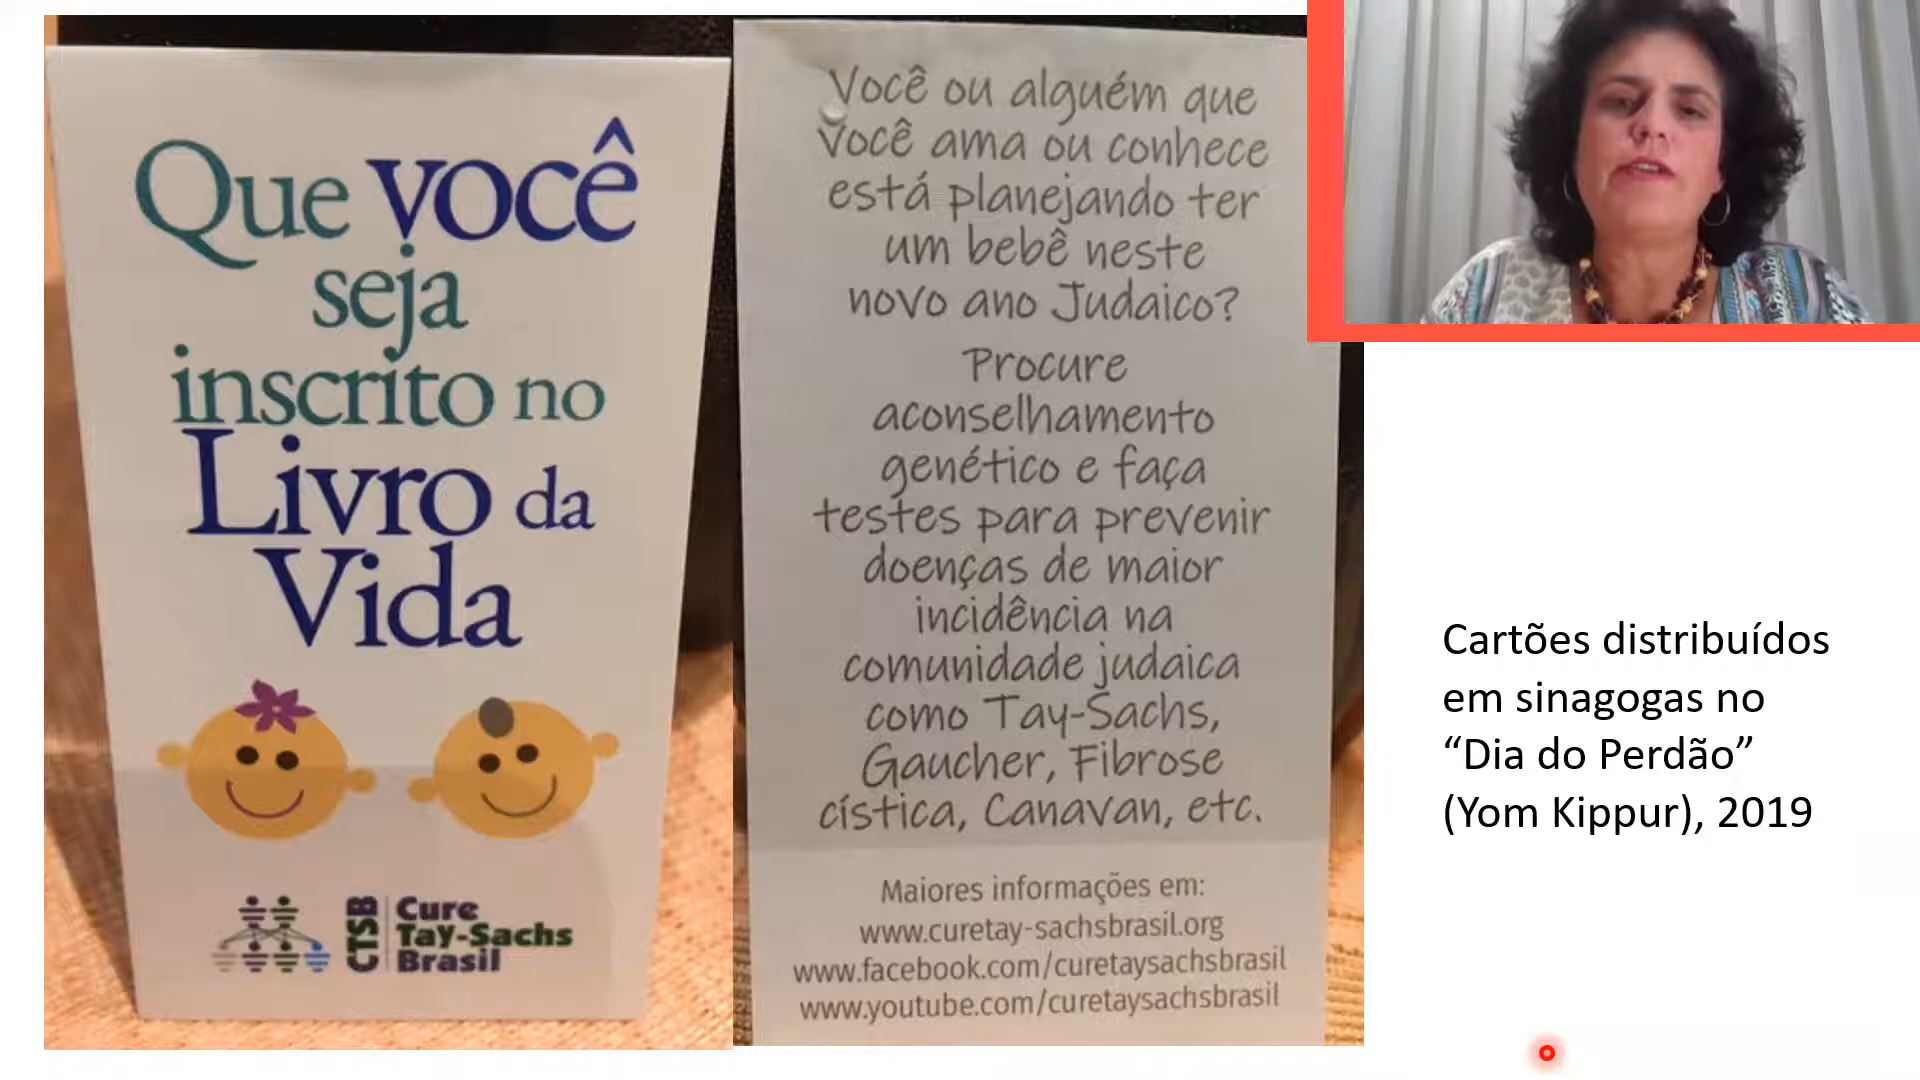 Que você
seja
inscrito no
Livro da
Vida
CTSB
Cure
Tay-Sachs
Brasil
Você ou alguém que
você ama ou conhece
está planejando ter
um bebê neste
novo ano Judaico?
Procure
aconselhamento
genético e faça
testes para prevenir
doenças de maior
incidência na
comunidade judaica
como Tay-Sachs,
Gaucher, Fibrose
cística, Canavan, etc.
Maiores informações em:
www.curetay-sachsbrasil.org
www.facebook.com/curetaysachsbrasil
www.youtube.com/curetaysachsbrasil
Cartões distribuídos
em sinagogas no
“Dia do Perdão”
(Yom Kippur), 2019